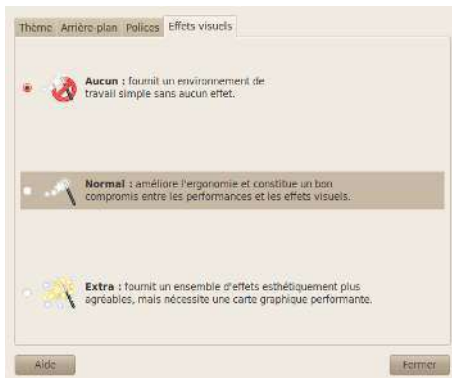 Thème Arrière-plan Polices Effets visuels
Aucun : fournit un environnement de
travail simple sans aucun effet.
Normal : améliore l'ergonomie et constitue un bon
compromis entre les performances et les effets visuels.
Extra : fournit un ensemble d'effets esthétiquement plus
agréables, mais nécessite une carte graphique performante.
Aide Fermer